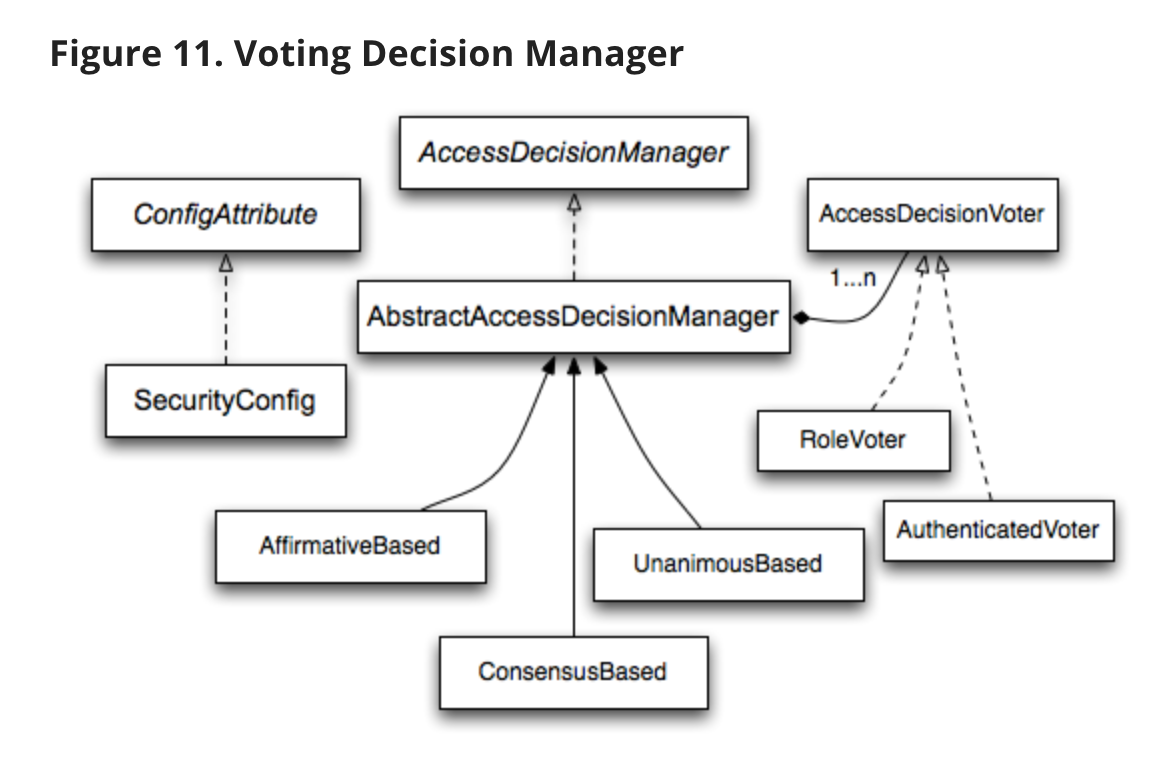 Figure 11. Voting Decision Manager
AccessDecisionManager
ConfigAttribute
AccessDecisionVoter
1...n
AbstractAccessDecisionManager
SecurityConfig
RoleVoter
AuthenticatedVoter
AffirmativeBased
UnanimousBased
ConsensusBased